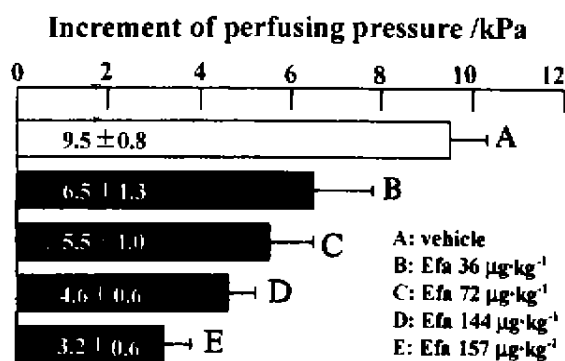 Increment of perfusing pressure /kPa
0 2 4 6 8 10 12
9.5 ±0.8 A
6.5 ±1.3 B
5.5 ±1.0 C
4.6 ±0.6 D
3.2 ±0.6 E
A: vehicle
B: Efa 36 μg·kg⁻¹
C: Efa 72 μg·kg⁻¹
D: Efa 144 μg·kg⁻¹
E: Efa 157 μg·kg⁻¹